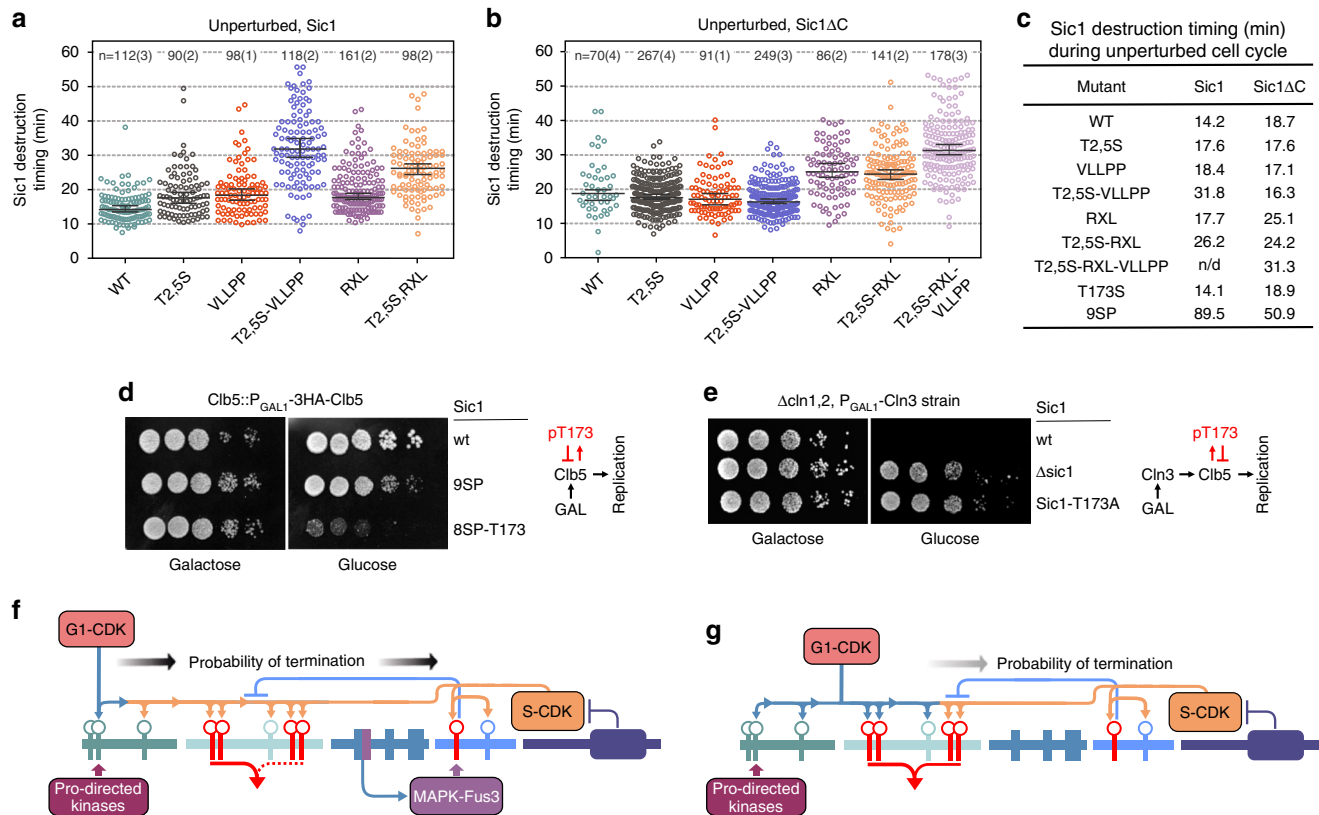 a
Unperturbed, Sic1
Sic1 destruction
timing (min)
60
50
40
30
20
10
0
n=112(3) 90(2) 98(1) 118(2) 161(2) 98(2)
WT
T2,5S
VLLPP
T2,5S-VLLPP
RXL
T2,5S,RXL
b
Unperturbed, Sic1ΔC
Sic1 destruction
timing (min)
60
50
40
30
20
10
0
n=70(4) 267(4) 91(1) 249(3) 86(2) 141(2) 178(3)
WT
T2,5S
VLLPP
T2,5S-VLLPP
RXL
T2,5S-RXL
T2,5S-RXL-
VLLPP
c
Sic1 destruction timing (min)
during unperturbed cell cycle
Mutant Sic1 Sic1ΔC
WT 14.2 18.7
T2,5S 17.6 17.6
VLLPP 18.4 17.1
T2,5S-VLLPP 31.8 16.3
RXL 17.7 25.1
T2,5S-RXL 26.2 24.2
T2,5S-RXL-VLLPP n/d 31.3
T173S 14.1 18.9
9SP 89.5 50.9
d
Clb5::PGAL1-3HA-Clb5
Sic1
wt
9SP
8SP-T173
Galactose
Glucose
pT173
Clb5
GAL
Replication
e
Δcln1,2, PGAL1-Cln3 strain
Sic1
wt
Δsic1
Sic1-T173A
Galactose
Glucose
pT173
Cln3
Clb5
GAL
Replication
f
G1-CDK
Probability of termination
S-CDK
Pro-directed
kinases
MAPK-Fus3
g
G1-CDK
Probability of termination
S-CDK
Pro-directed
kinases